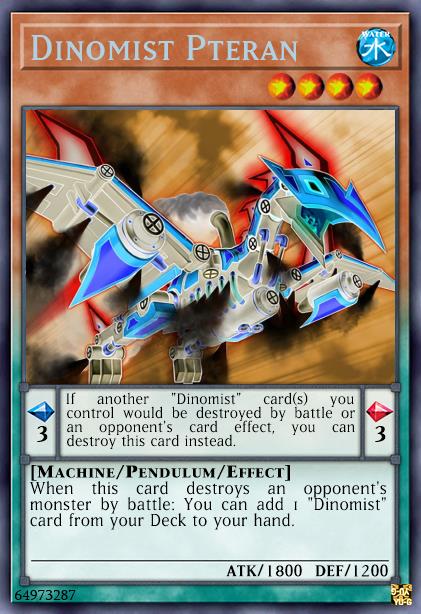 DINOMIST PTERAN
WATER
水
If another "Dinomist" card(s) you
control would be destroyed by battle or
an opponent's card effect, you can
destroy this card instead.
3
3
[MACHINE/PENDULUM/EFFECT]
When this card destroys an opponent's
monster by battle: You can add 1 "Dinomist"
card from your Deck to your hand.
ATK/1800 DEF/1200
64973287